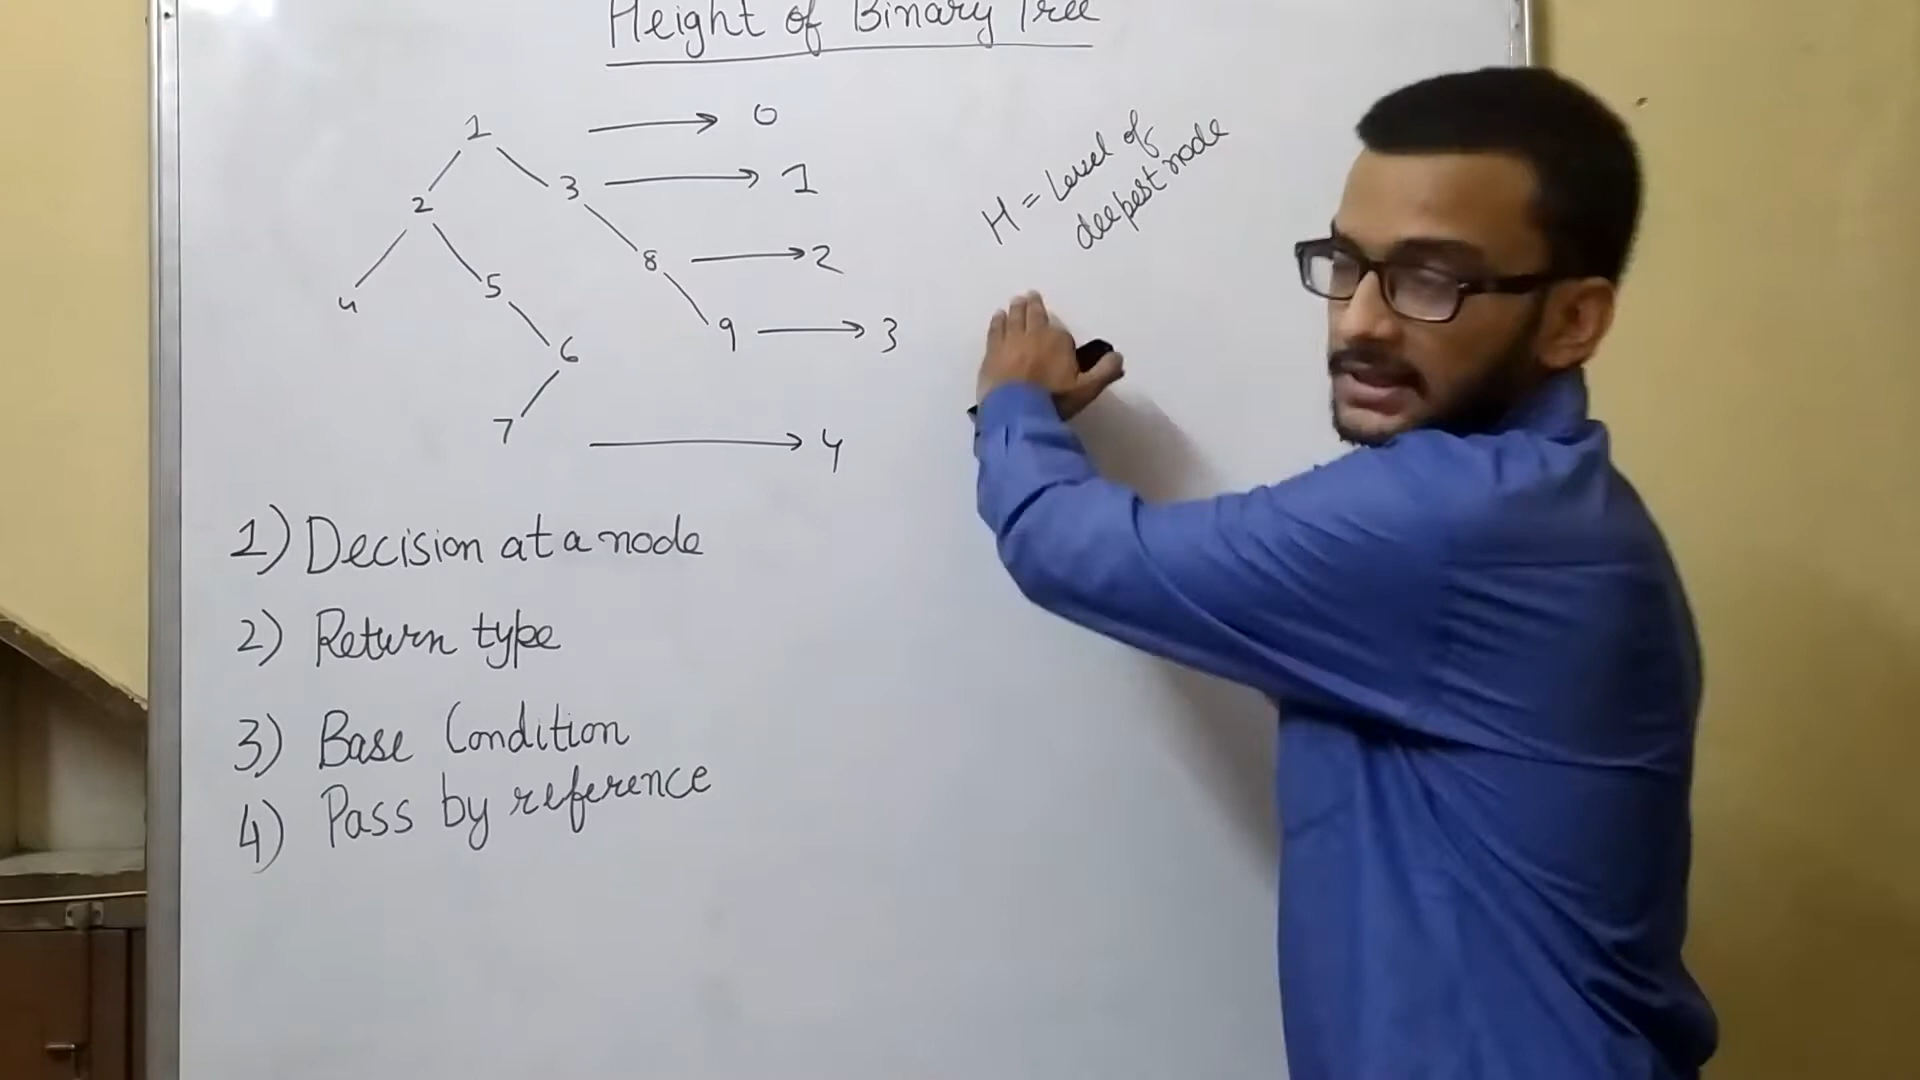 Height of Binary Tree
1 → 0
2 3 → 1
4 5 8 → 2
6 9 → 3
7 → 4
H = Level of
deepest node
1) Decision at a node
2) Return type
3) Base Condition
4) Pass by reference